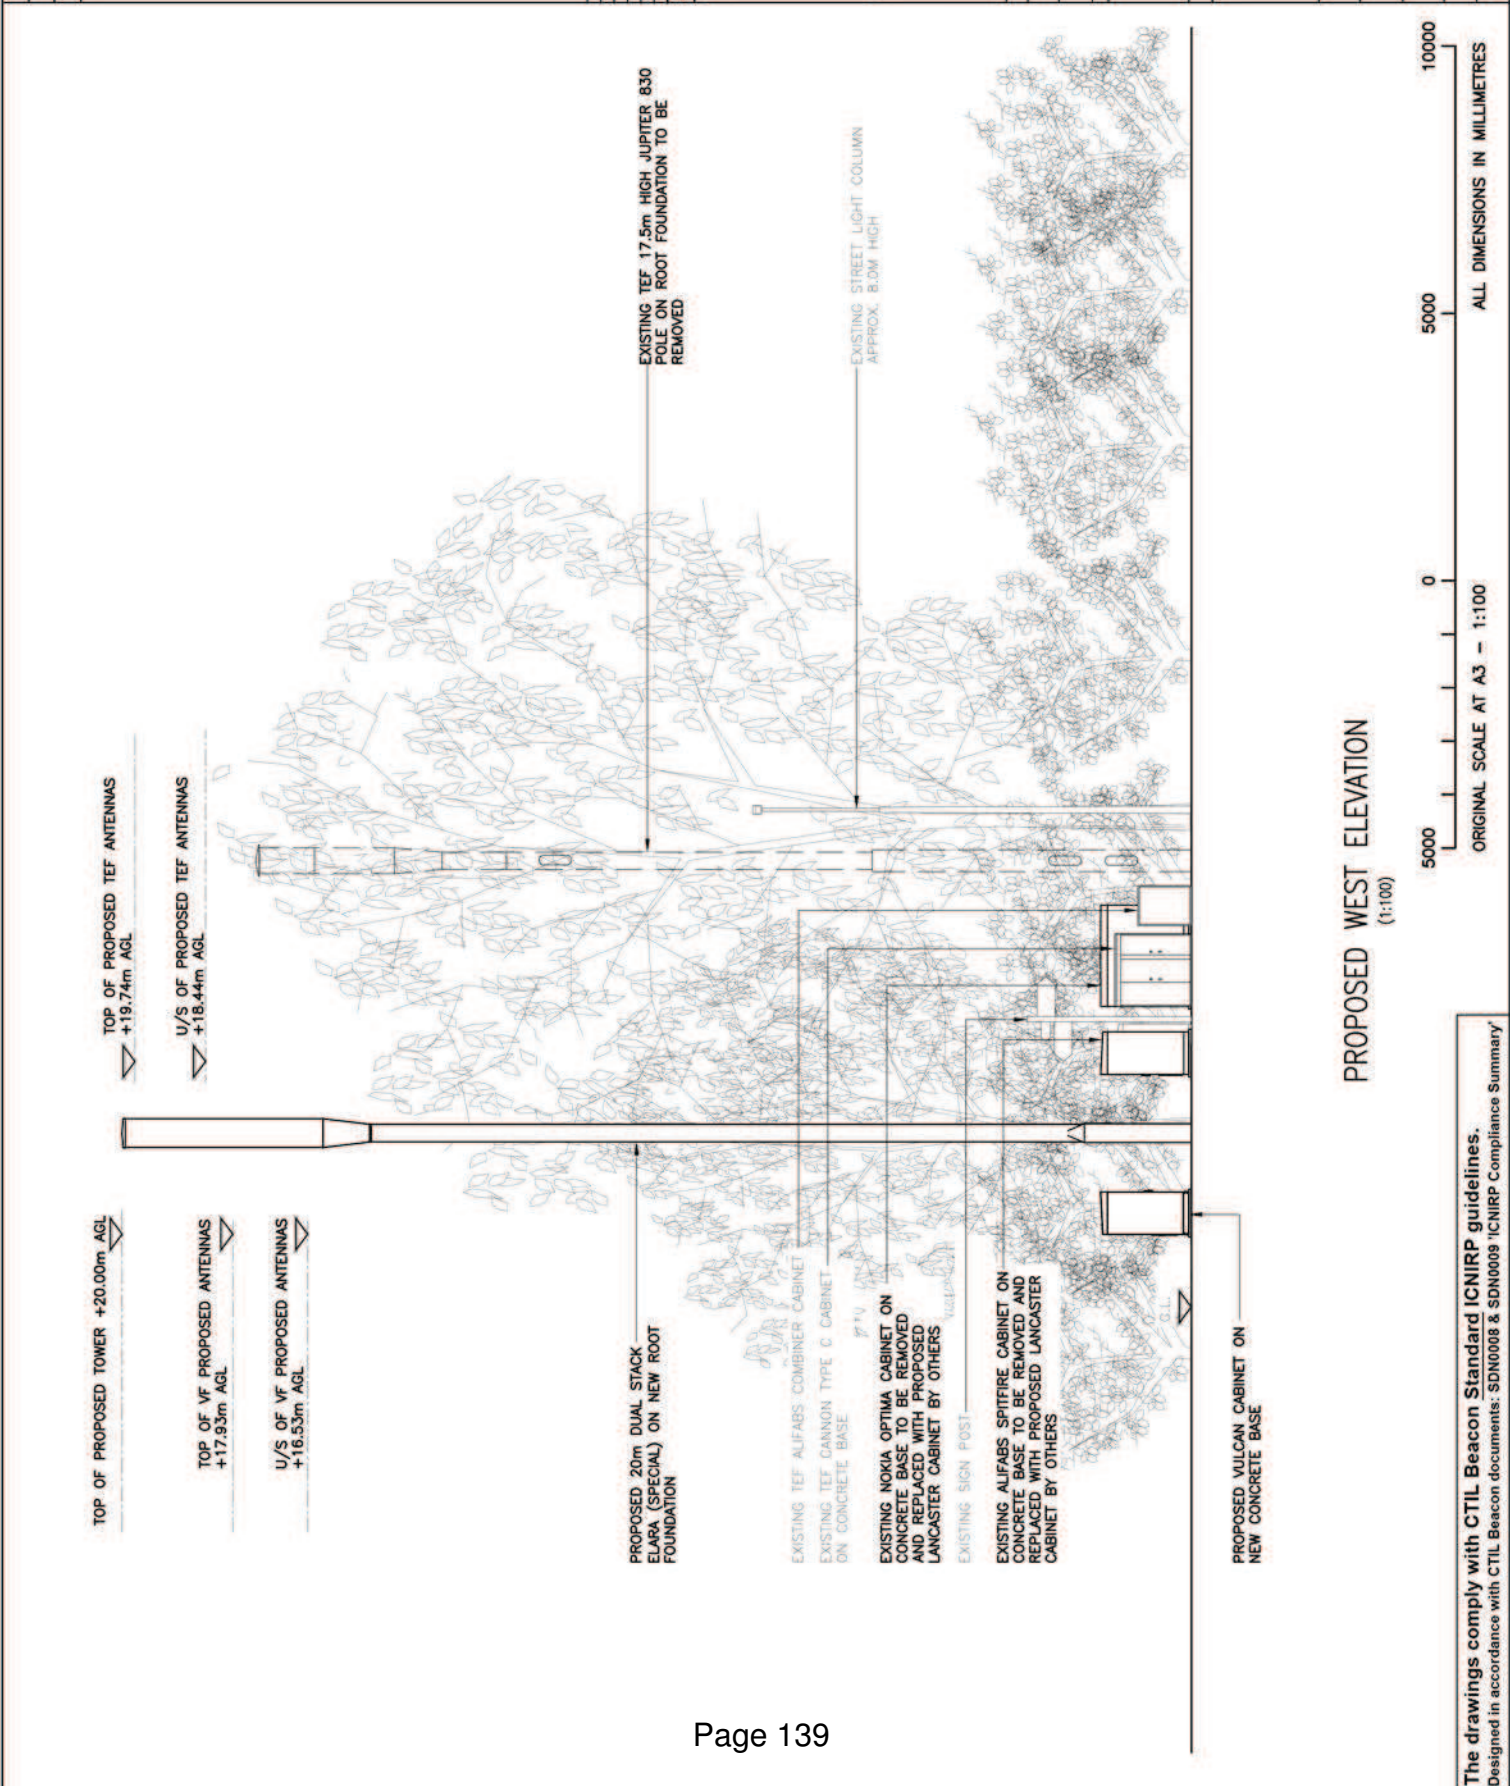 TOP OF PROPOSED TOWER +20.00m AGL
TOP OF VF PROPOSED ANTENNAS
+17.93m AGL
U/S OF VF PROPOSED ANTENNAS
+16.53m AGL
TOP OF PROPOSED TEF ANTENNAS
+19.74m AGL
U/S OF PROPOSED TEF ANTENNAS
+18.44m AGL
EXISTING TEF 17.5m HIGH JUPITER 830
POLE ON ROOT FOUNDATION TO BE
REMOVED
EXISTING STREET LIGHT COLUMN
APPROX. 8.0M HIGH
PROPOSED 20m DUAL STACK
ELARA (SPECIAL) ON NEW ROOT
FOUNDATION
EXISTING TEF ALIFABS COMBINER CABINET
EXISTING TEF CANNON TYPE C CABINET
ON CONCRETE BASE
EXISTING NOKIA OPTIMA CABINET ON
CONCRETE BASE TO BE REMOVED
AND REPLACED WITH PROPOSED
LANCASTER CABINET BY OTHERS
EXISTING SIGN POST
EXISTING ALIFABS SPITFIRE CABINET ON
CONCRETE BASE TO BE REMOVED AND
REPLACED WITH PROPOSED LANCASTER
CABINET BY OTHERS
G.L.
PROPOSED VULCAN CABINET ON
NEW CONCRETE BASE
PROPOSED WEST ELEVATION
(1:100)
5000 0 5000 10000
ORIGINAL SCALE AT A3 - 1:100 ALL DIMENSIONS IN MILLIMETRES
The drawings comply with CTIL Beacon Standard ICNIRP guidelines.
Designed in accordance with CTIL Beacon documents: SDN0008 & SDN0009 'ICNIRP Compliance Summary'
Page 139